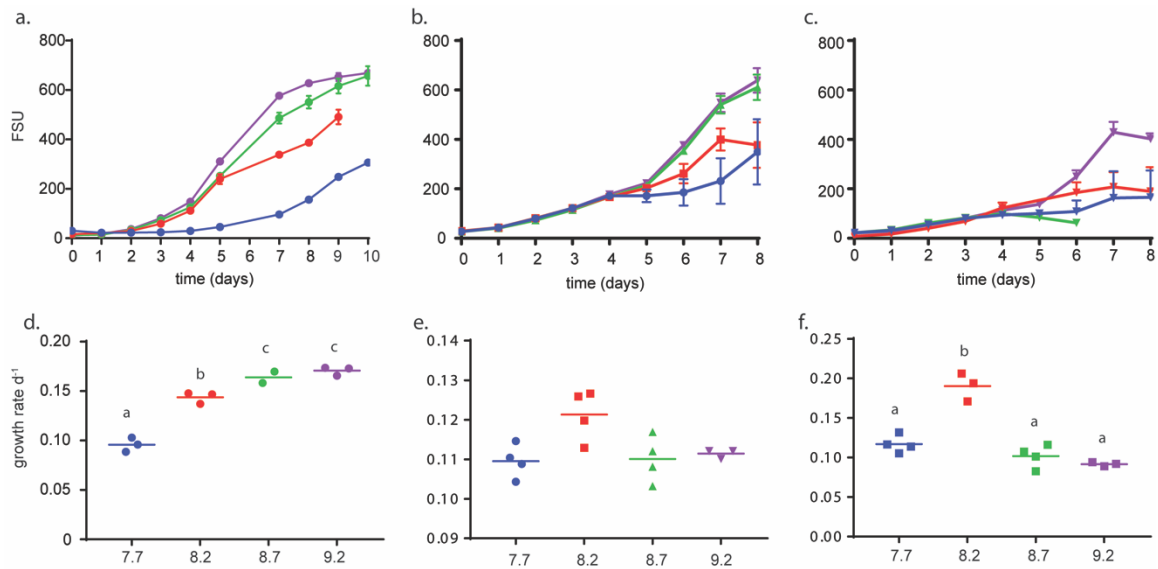 a.
800
600
400
200
0
FSU
0 1 2 3 4 5 6 7 8 9 10
time (days)
b.
800
600
400
200
0
0 1 2 3 4 5 6 7 8
time (days)
c.
800
600
400
200
0
0 1 2 3 4 5 6 7 8
time (days)
d.
0.20
0.15
0.10
0.05
0
growth rate d⁻¹
a
b
c
c
7.7 8.2 8.7 9.2
e.
0.14
0.13
0.12
0.11
0.10
0.09
7.7 8.2 8.7 9.2
f.
0.25
0.20
0.15
0.10
0.05
0.00
a
b
a
a
7.7 8.2 8.7 9.2